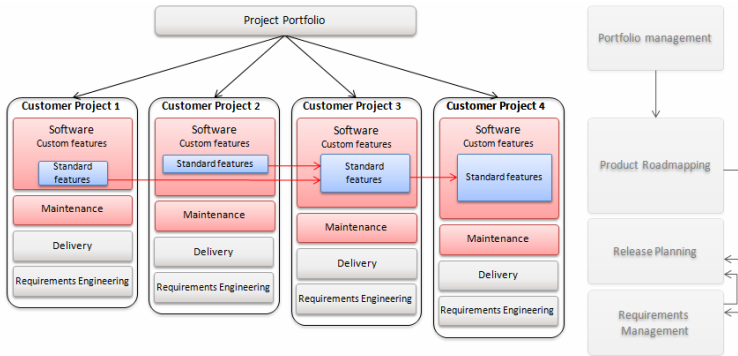 Project Portfolio
Customer Project 1
Software
Custom features
Standard
features
Maintenance
Delivery
Requirements Engineering
Customer Project 2
Software
Custom features
Standard features
Maintenance
Delivery
Requirements Engineering
Customer Project 3
Software
Custom features
Standard
features
Maintenance
Delivery
Requirements Engineering
Customer Project 4
Software
Custom features
Standard features
Maintenance
Delivery
Requirements Engineering
Portfolio management
Product Roadmapping
Release Planning
Requirements
Management